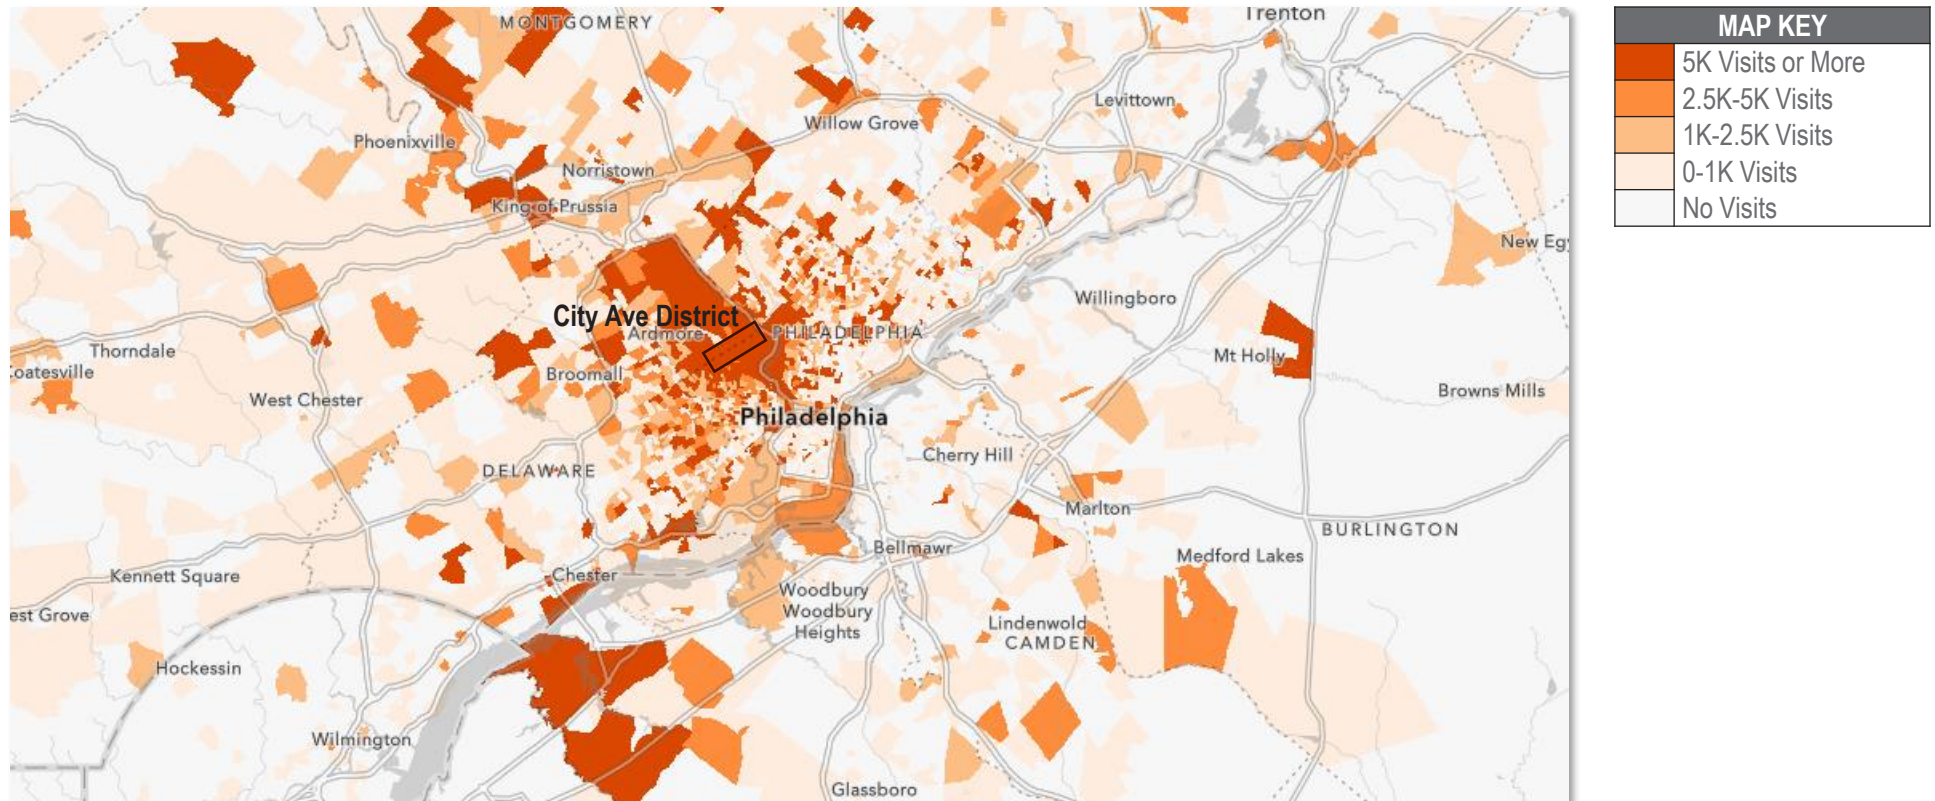 MONTGOMERY
Trenton
Levittown
Willow Grove
Phoenixville
Norristown
King of Prussia
New Eg
Willingboro
City Ave District
Ardmore
PHILADELPHIA
Thorndale
Mt Holly
oatesville
Broomall
West Chester
Browns Mills
Philadelphia
Cherry Hill
DELAWARE
Marlton
BURLINGTON
Bellmawr
Medford Lakes
Kennett Square
Chester
Woodbury
Woodbury
Heights
est Grove
Lindenwold
CAMDEN
Hockessin
Wilmington
Glassboro
MAP KEY
5K Visits or More
2.5K-5K Visits
1K-2.5K Visits
0-1K Visits
No Visits